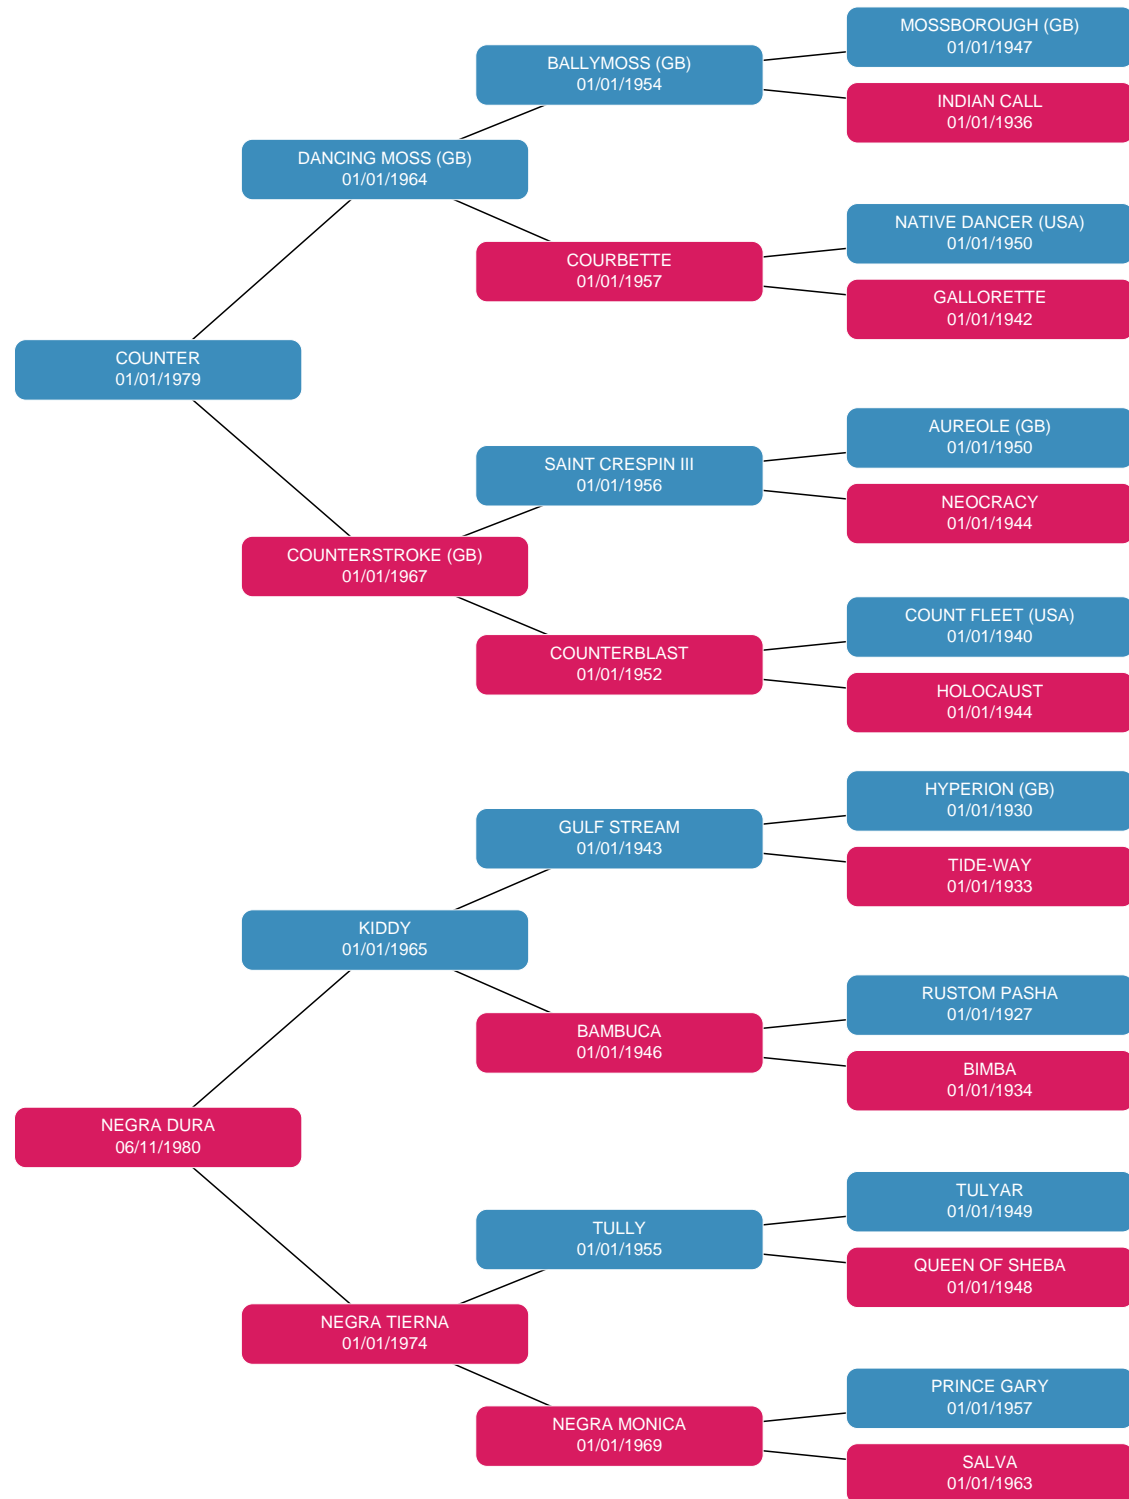 MOSSBOROUGH (GB)
01/01/1947
BALLYMOSS (GB)
01/01/1954
INDIAN CALL
01/01/1936
DANCING MOSS (GB)
01/01/1964
NATIVE DANCER (USA)
01/01/1950
COURBETTE
01/01/1957
GALLORETTE
01/01/1942
COUNTER
01/01/1979
AUREOLE (GB)
01/01/1950
SAINT CRESPIN III
01/01/1956
NEOCRACY
01/01/1944
COUNTERSTROKE (GB)
01/01/1967
COUNT FLEET (USA)
01/01/1940
COUNTERBLAST
01/01/1952
HOLOCAUST
01/01/1944
HYPERION (GB)
01/01/1930
GULF STREAM
01/01/1943
TIDE-WAY
01/01/1933
KIDDY
01/01/1965
RUSTOM PASHA
01/01/1927
BAMBUCA
01/01/1946
BIMBA
01/01/1934
NEGRA DURA
06/11/1980
TULYAR
01/01/1949
TULLY
01/01/1955
QUEEN OF SHEBA
01/01/1948
NEGRA TIERNA
01/01/1974
PRINCE GARY
01/01/1957
NEGRA MONICA
01/01/1969
SALVA
01/01/1963